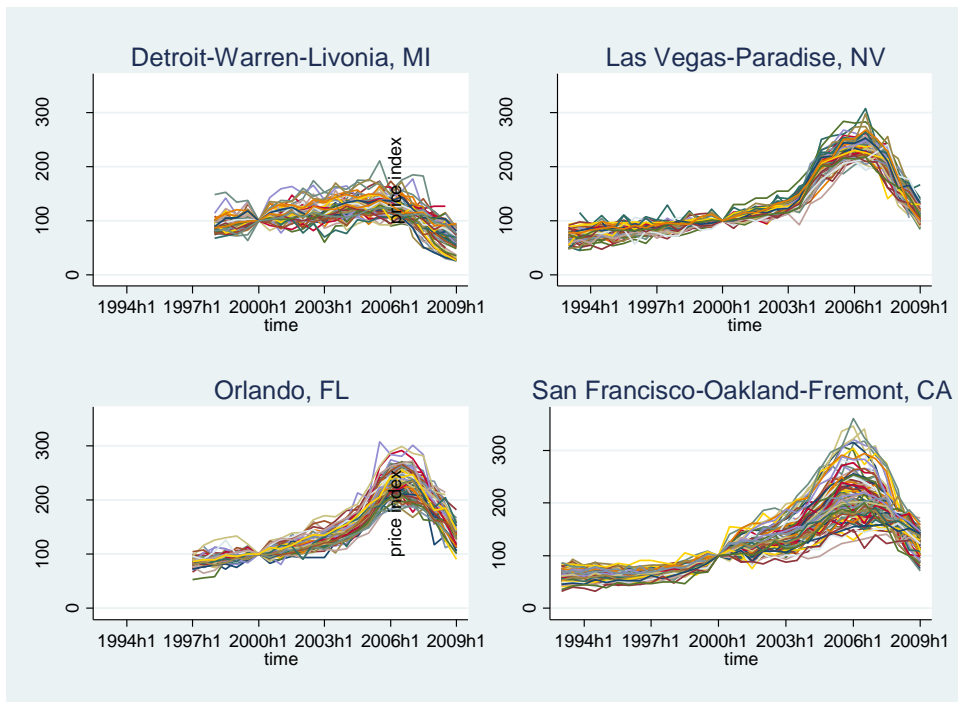 Detroit-Warren-Livonia, MI
price index
300
200
100
0
1994h1 1997h1 2000h1 2003h1 2006h1 2009h1
time
Las Vegas-Paradise, NV
300
200
100
0
1994h1 1997h1 2000h1 2003h1 2006h1 2009h1
time
Orlando, FL
price index
300
200
100
0
1994h1 1997h1 2000h1 2003h1 2006h1 2009h1
time
San Francisco-Oakland-Fremont, CA
300
200
100
0
1994h1 1997h1 2000h1 2003h1 2006h1 2009h1
time